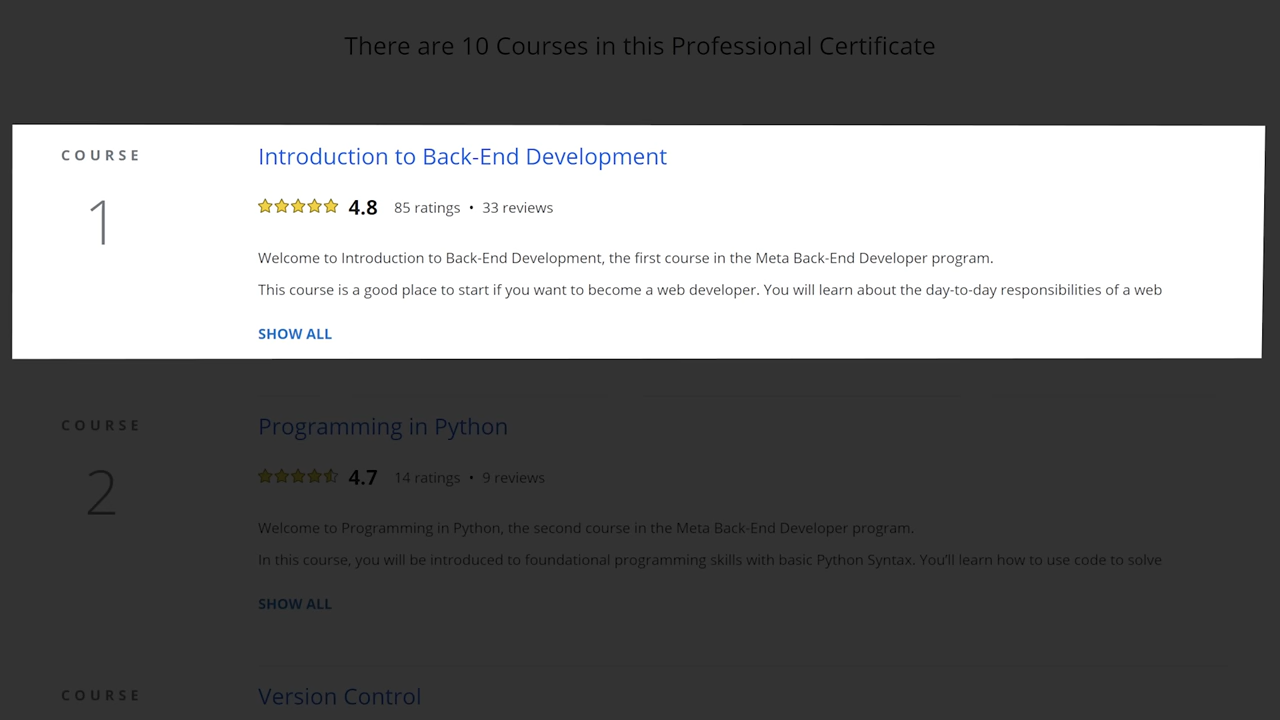 There are 10 Courses in this Professional Certificate
COURSE
1
Introduction to Back-End Development
4.8 85 ratings • 33 reviews
Welcome to Introduction to Back-End Development, the first course in the Meta Back-End Developer program.
This course is a good place to start if you want to become a web developer. You will learn about the day-to-day responsibilities of a web
SHOW ALL
COURSE
2
Programming in Python
4.7 14 ratings • 9 reviews
Welcome to Programming in Python, the second course in the Meta Back-End Developer program.
In this course, you will be introduced to foundational programming skills with basic Python Syntax. You'll learn how to use code to solve
SHOW ALL
COURSE
Version Control